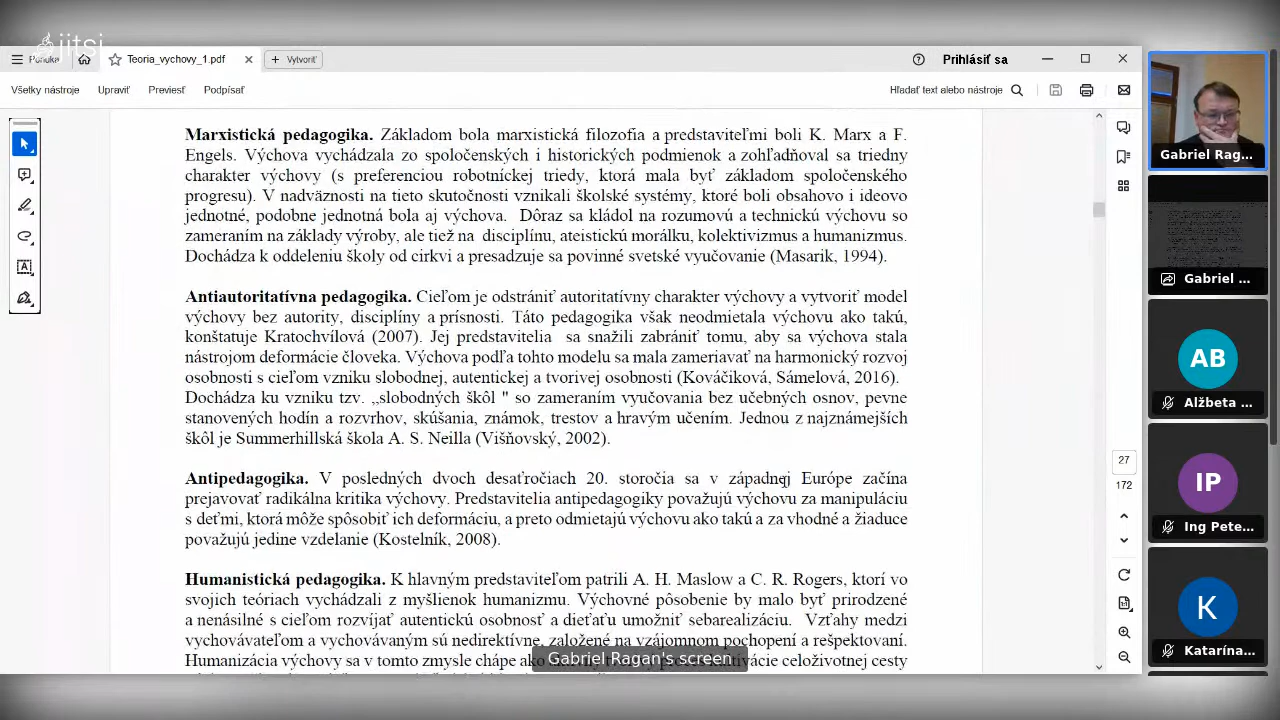 jitsi
Ponuka
Teoria_vychovy_1.pdf
Vytvoriť
Prihlásiť sa
Všetky nástroje Upraviť Previesť Podpísať
Hľadať text alebo nástroje
Marxistická pedagogika. Základom bola marxistická filozofia a predstaviteľmi boli K. Marx a F.
Engels. Výchova vychádzala zo spoločenských i historických podmienok a zohľadňoval sa triedny
charakter výchovy (s preferenciou robotníckej triedy, ktorá mala byť základom spoločenského
progresu). V nadväznosti na tieto skutočnosti vznikali školské systémy, ktoré boli obsahovo i ideovo
jednotné, podobne jednotná bola aj výchova. Dôraz sa kládol na rozumovú a technickú výchovu so
zameraním na základy výroby, ale tiež na disciplínu, ateistickú morálku, kolektivizmus a humanizmus.
Dochádza k oddeleniu školy od cirkvi a presadzuje sa povinné svetské vyučovanie (Masarik, 1994).
Antiautoritatívna pedagogika. Cieľom je odstrániť autoritatívny charakter výchovy a vytvoriť model
výchovy bez autority, disciplíny a prísnosti. Táto pedagogika však neodmietala výchovu ako takú,
konštatuje Kratochvílová (2007). Jej predstavitelia sa snažili zabrániť tomu, aby sa výchova stala
nástrojom deformácie človeka. Výchova podľa tohto modelu sa mala zameriavať na harmonický rozvoj
osobnosti s cieľom vzniku slobodnej, autentickej a tvorivej osobnosti (Kováčiková, Sámelová, 2016).
Dochádza ku vzniku tzv. ,,slobodných škôl " so zameraním vyučovania bez učebných osnov, pevne
stanovených hodín a rozvrhov, skúšania, známok, trestov a hravým učením. Jednou z najznámejších
škôl je Summerhillská škola A. S. Neilla (Višňovský, 2002).
Antipedagogika. V posledných dvoch desaťročiach 20. storočia sa v západnej Európe začína
prejavovať radikálna kritika výchovy. Predstavitelia antipedagogiky považujú výchovu za manipuláciu
s deťmi, ktorá môže spôsobiť ich deformáciu, a preto odmietajú výchovu ako takú a za vhodné a žiaduce
považujú jedine vzdelanie (Kostelník, 2008).
Humanistická pedagogika. K hlavným predstaviteľom patrili A. H. Maslow a C. R. Rogers, ktorí vo
svojich teóriach vychádzali z myšlienok humanizmu. Výchovné pôsobenie by malo byť prirodzené
a nenásilné s cieľom rozvíjať autentickú osobnosť a dieťaťu umožniť sebarealizáciu. Vzťahy medzi
vychovávateľom a vychovávaným sú nedirektívne, založené na vzájomnom pochopení a rešpektovaní.
Humanizácia výchovy sa v tomto zmysle chápe ako celoživotnej cesty
Gabriel Ragan's screen
27
172
Gabriel Rag...
Gabriel ...
AB
Alžbeta ...
IP
Ing Pete...
K
Katarína...